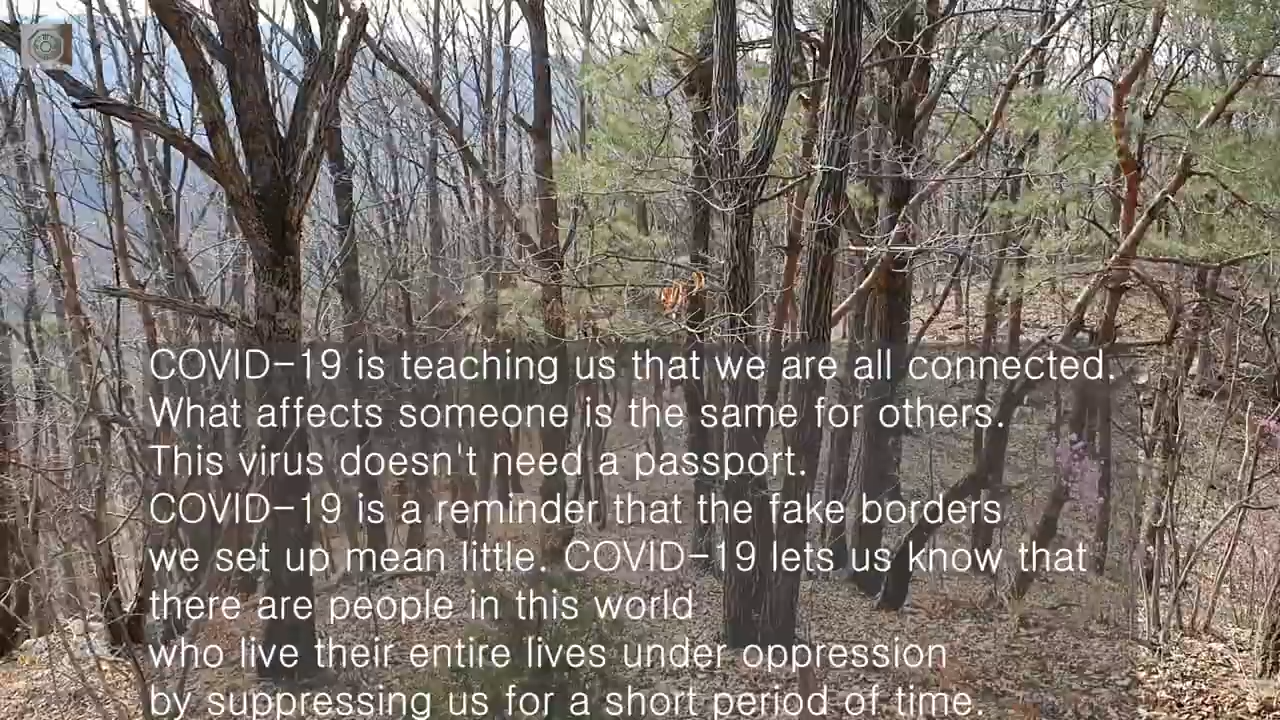 COVID-19 is teaching us that we are all connected.
What affects someone is the same for others.
This virus doesn't need a passport.
COVID-19 is a reminder that the fake borders
we set up mean little. COVID-19 lets us know that
there are people in this world
who live their entire lives under oppression
by suppressing us for a short period of time.